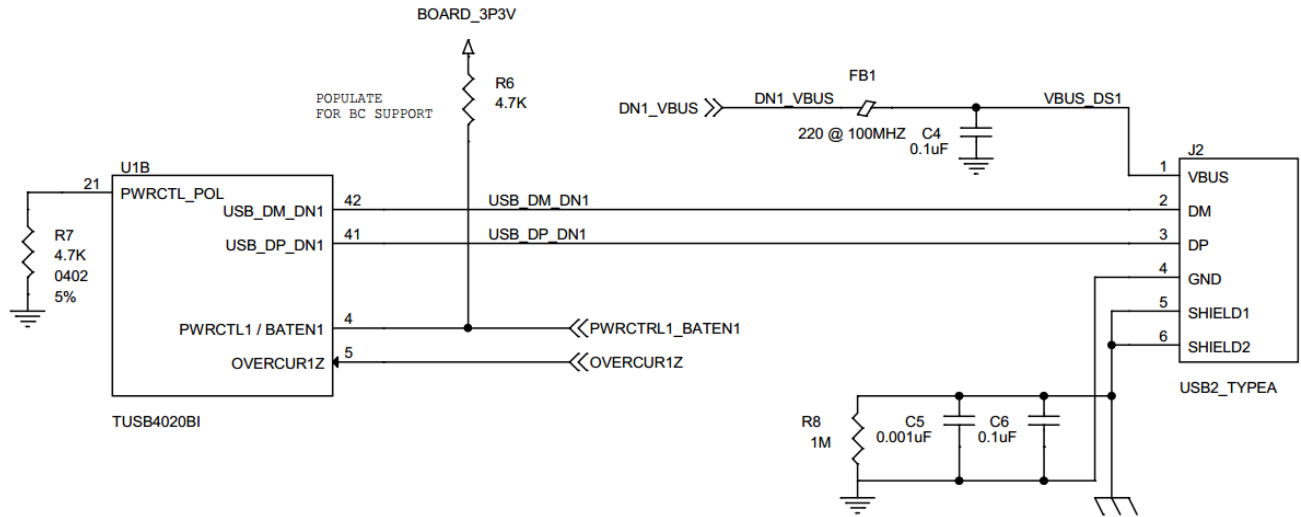 BOARD_3P3V
R6
4.7K
POPULATE
FOR BC SUPPORT
FB1
DN1_VBUS
DN1_VBUS
VBUS_DS1
220 @ 100MHZ
C4
0.1uF
J2
U1B
21
PWRCTL_POL
1
VBUS
USB_DM_DN1
42
USB_DM_DN1
2
DM
R7
4.7K
0402
5%
USB_DP_DN1
41
USB_DP_DN1
3
DP
4
GND
5
SHIELD1
PWRCTL1 / BATEN1
4
PWRCTRL1_BATEN1
6
SHIELD2
OVERCUR1Z
5
OVERCUR1Z
USB2_TYPEA
TUSB4020BI
R8
1M
C5
0.001uF
C6
0.1uF